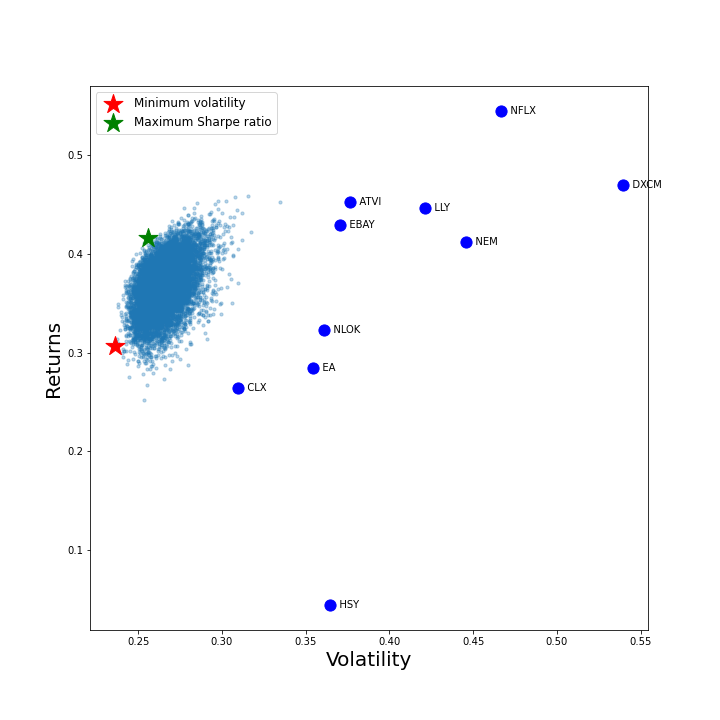 Minimum volatility
Maximum Sharpe ratio
NFLX
0.5
DXCM
ATVI
LLY
EBAY
NEM
0.4
NLOK
0.3
EA
CLX
Returns
0.2
0.1
HSY
0.25 0.30 0.35 0.40 0.45 0.50 0.55
Volatility